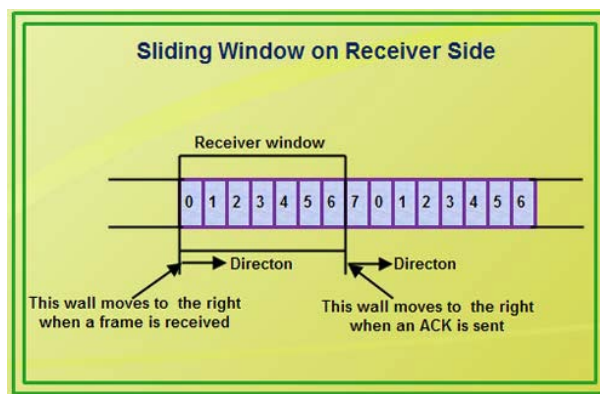 Sliding Window on Receiver Side
Receiver window
0 1 2 3 4 5 6 7 0 1 2 3 4 5 6
Directon
Directon
This wall moves to the right
when a frame is received
This wall moves to the right
when an ACK is sent